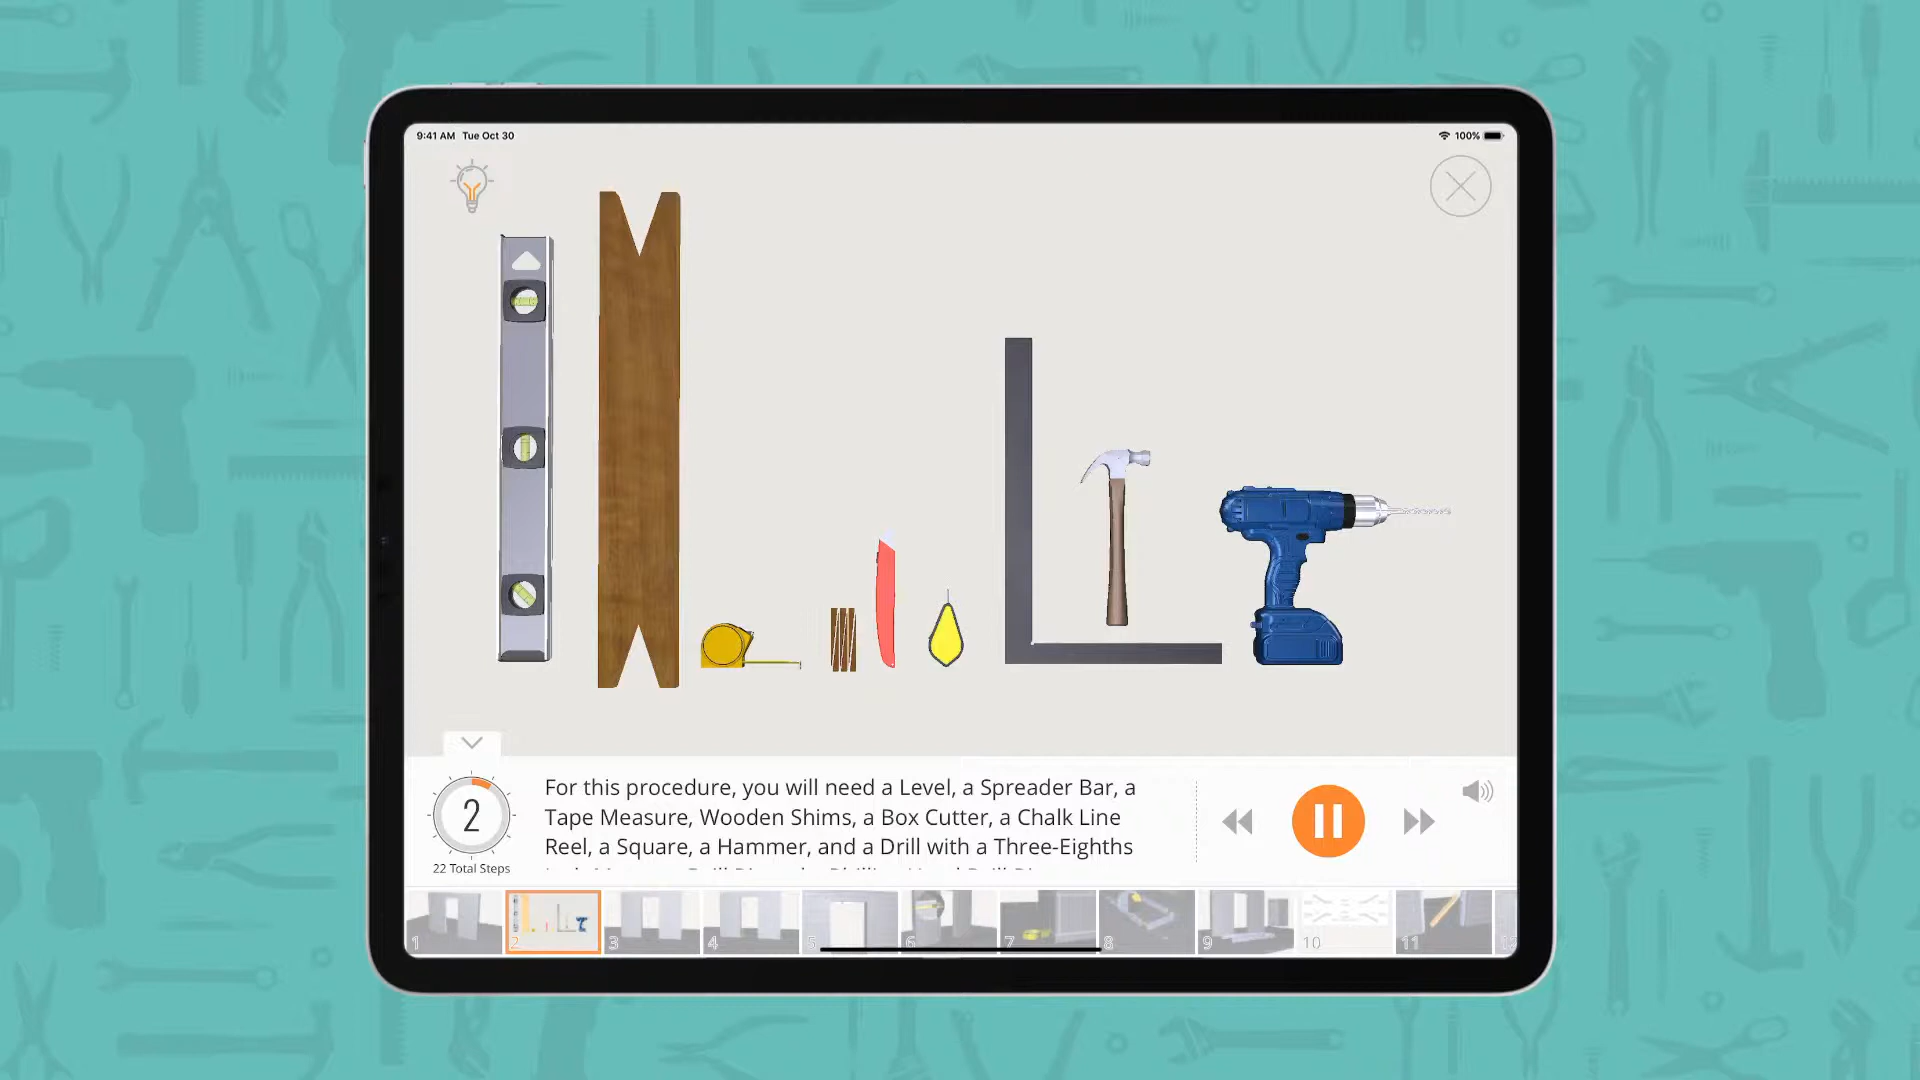 9:41 AM Tue Oct 30
100%
For this procedure, you will need a Level, a Spreader Bar, a
Tape Measure, Wooden Shims, a Box Cutter, a Chalk Line
Reel, a Square, a Hammer, and a Drill with a Three-Eighths
2
22 Total Steps
1
2
3
4
5
6
7
8
9
10
11